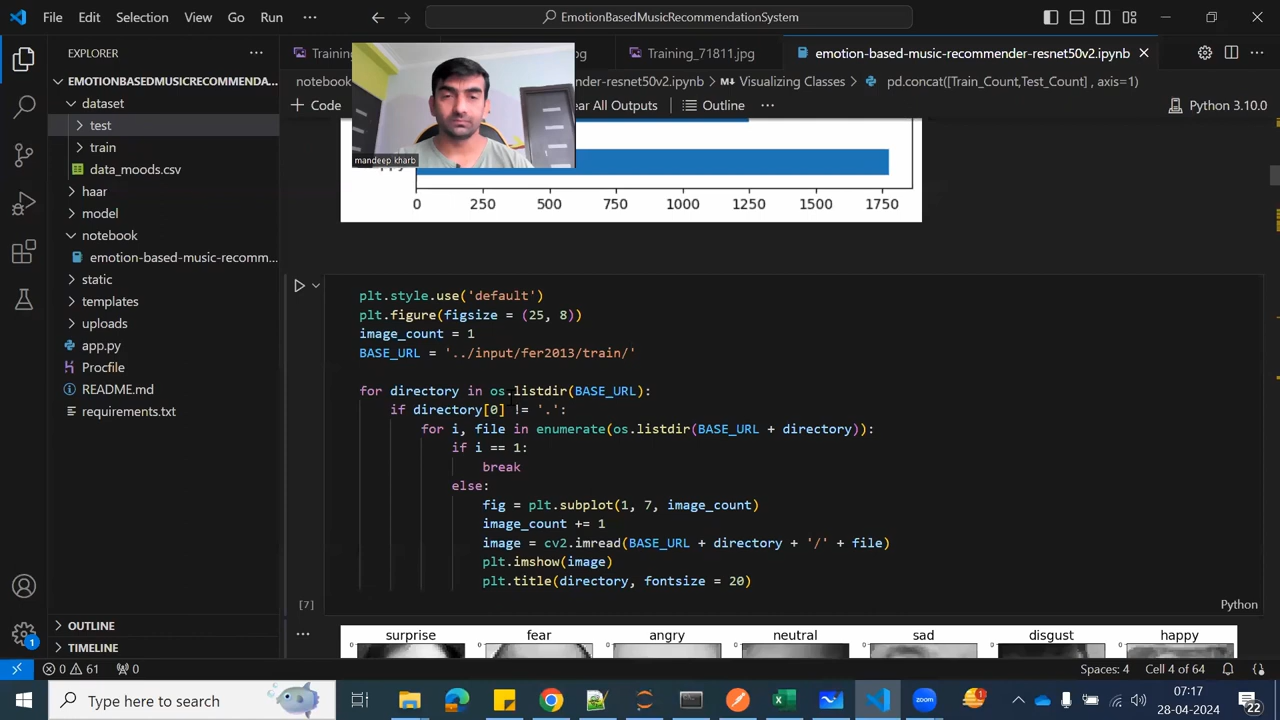 File Edit Selection View Go Run ···
EmotionBasedMusicRecommendationSystem
EXPLORER ···
Training_71811.jpg
emotion-based-music-recommender-resnet50v2.ipynb
EMOTIONBASEDMUSICRECOMMENDA...
dataset
test
train
data_moods.csv
haar
model
notebook
emotion-based-music-recomm...
static
templates
uploads
app.py
Procfile
README.md
requirements.txt
OUTLINE
TIMELINE
Visualizing Classes > pd.concat([Train_Count,Test_Count] , axis=1)
+ Code
Outline ···
Python 3.10.0
mandeep kharb
0 250 500 750 1000 1250 1500 1750
plt.style.use('default')
plt.figure(figsize = (25, 8))
image_count = 1
BASE_URL = '../input/fer2013/train/'
for directory in os.listdir(BASE_URL):
if directory[0] != '.':
for i, file in enumerate(os.listdir(BASE_URL + directory)):
if i == 1:
break
else:
fig = plt.subplot(1, 7, image_count)
image_count += 1
image = cv2.imread(BASE_URL + directory + '/' + file)
plt.imshow(image)
plt.title(directory, fontsize = 20)
[7]
Python
surprise fear angry neutral sad disgust happy
0 61 0
Spaces: 4 Cell 4 of 64
Type here to search
07:17
28-04-2024
22